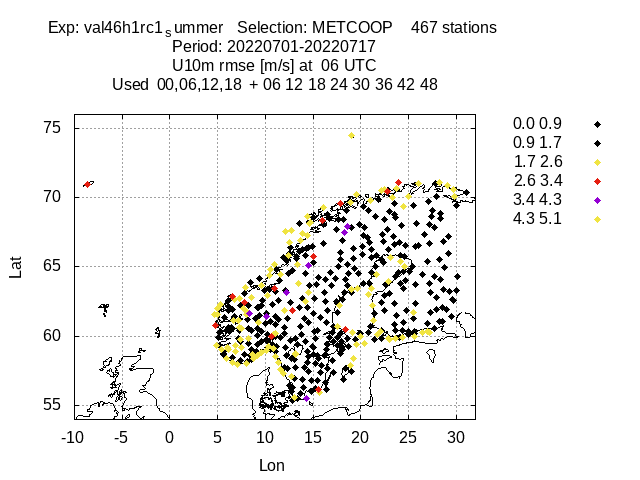 Exp: val46h1rc1summer Selection: METCOOP 467 stations
Period: 20220701-20220717
U10m rmse [m/s] at 06 UTC
Used 00,06,12,18 + 06 12 18 24 30 36 42 48
0.0 0.9
0.9 1.7
1.7 2.6
2.6 3.4
3.4 4.3
4.3 5.1
75
70
65
60
55
Lat
-10 -5 0 5 10 15 20 25 30
Lon